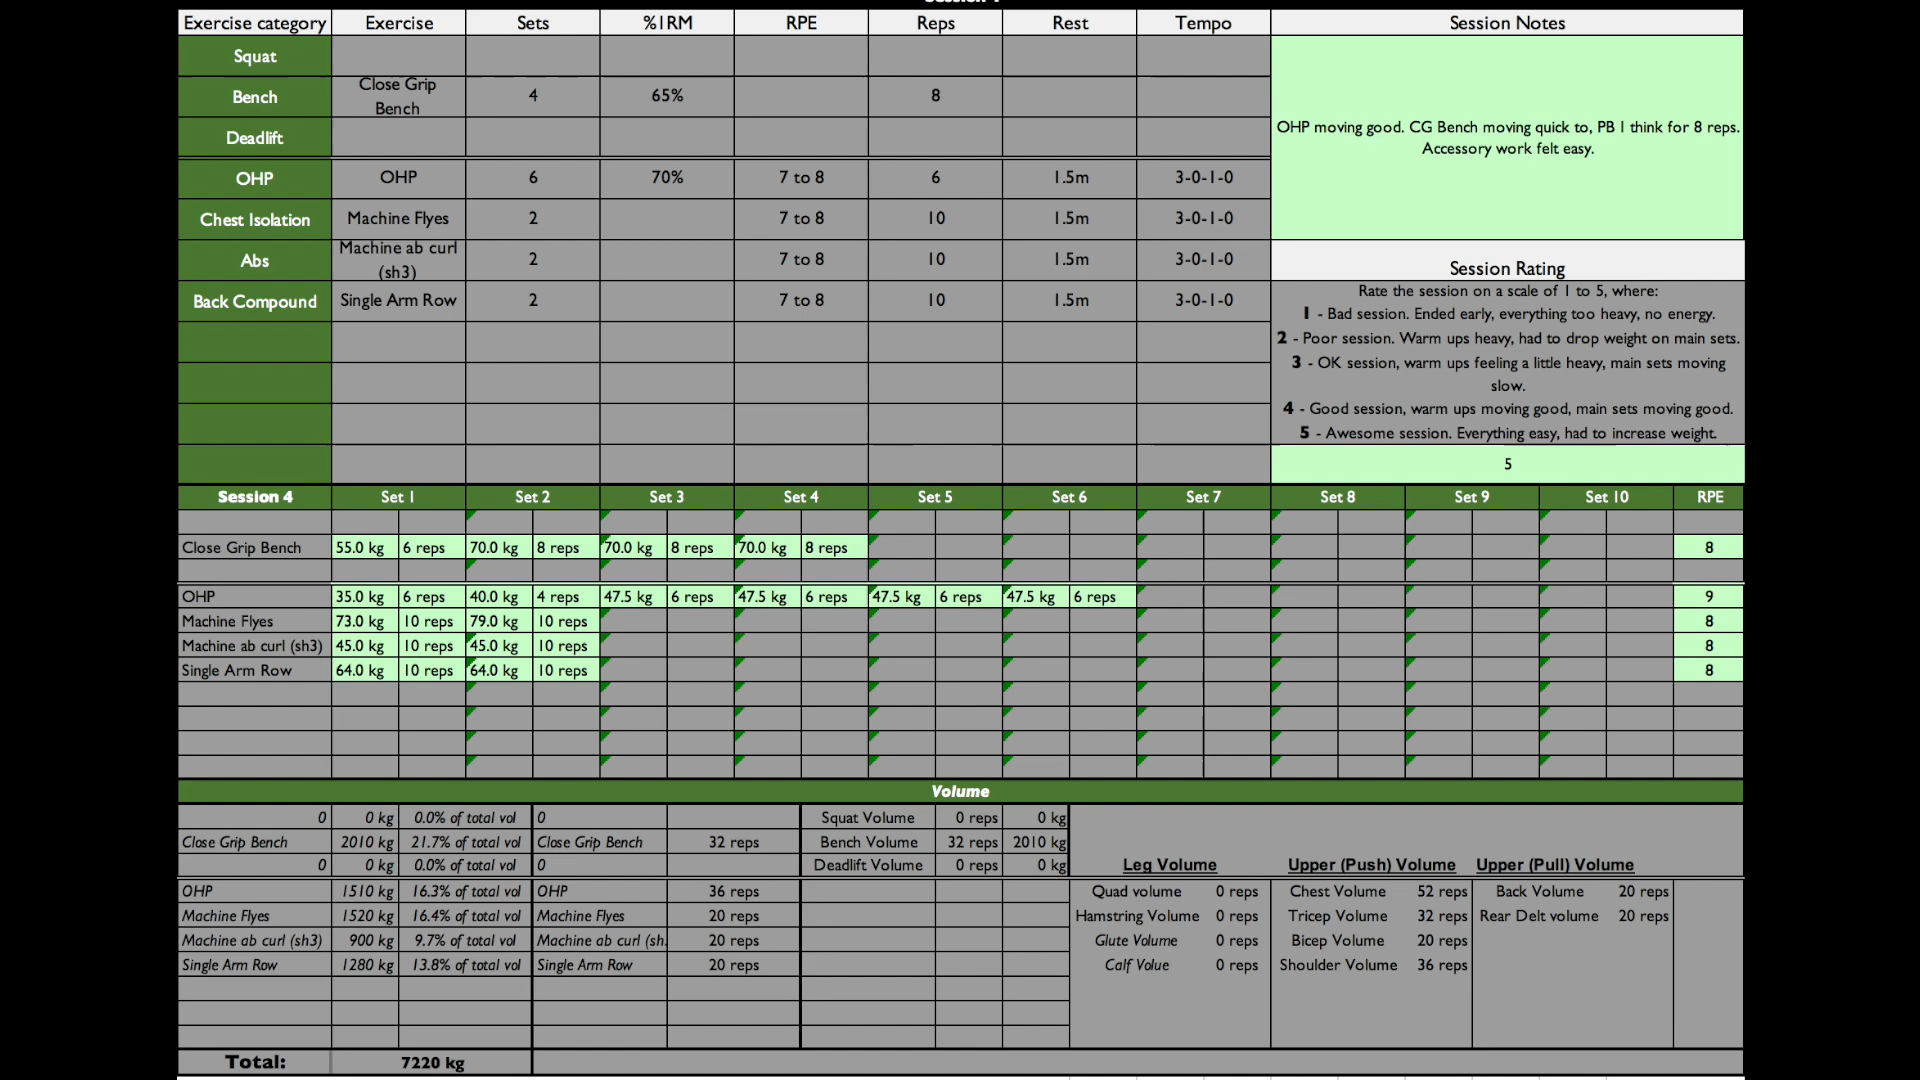 Exercise category Exercise Sets %1RM RPE Reps Rest Tempo Session Notes
Squat
Bench Close Grip Bench 4 65% 8
Deadlift
OHP moving good. CG Bench moving quick to, PB I think for 8 reps.
Accessory work felt easy.
OHP OHP 6 70% 7 to 8 6 1.5m 3-0-1-0
Chest Isolation Machine Flyes 2 7 to 8 10 1.5m 3-0-1-0
Abs Machine ab curl (sh3) 2 7 to 8 10 1.5m 3-0-1-0
Back Compound Single Arm Row 2 7 to 8 10 1.5m 3-0-1-0
Session Rating
Rate the session on a scale of 1 to 5, where:
1 - Bad session. Ended early, everything too heavy, no energy.
2 - Poor session. Warm ups heavy, had to drop weight on main sets.
3 - OK session, warm ups feeling a little heavy, main sets moving
slow.
4 - Good session, warm ups moving good, main sets moving good.
5 - Awesome session. Everything easy, had to increase weight.
5
Session 4 Set 1 Set 2 Set 3 Set 4 Set 5 Set 6 Set 7 Set 8 Set 9 Set 10 RPE
Close Grip Bench 55.0 kg 6 reps 70.0 kg 8 reps 70.0 kg 8 reps 70.0 kg 8 reps 8
OHP 35.0 kg 6 reps 40.0 kg 4 reps 47.5 kg 6 reps 47.5 kg 6 reps 47.5 kg 6 reps 47.5 kg 6 reps 9
Machine Flyes 73.0 kg 10 reps 79.0 kg 10 reps 8
Machine ab curl (sh3) 45.0 kg 10 reps 45.0 kg 10 reps 8
Single Arm Row 64.0 kg 10 reps 64.0 kg 10 reps 8
Volume
0 0 kg 0.0% of total vol 0 Squat Volume 0 reps 0 kg
Close Grip Bench 2010 kg 21.7% of total vol Close Grip Bench 32 reps Bench Volume 32 reps 2010 kg
0 0 kg 0.0% of total vol 0 Deadlift Volume 0 reps 0 kg Leg Volume Upper (Push) Volume Upper (Pull) Volume
OHP 1510 kg 16.3% of total vol OHP 36 reps Quad volume 0 reps Chest Volume 52 reps Back Volume 20 reps
Machine Flyes 1520 kg 16.4% of total vol Machine Flyes 20 reps Hamstring Volume 0 reps Tricep Volume 32 reps Rear Delt volume 20 reps
Machine ab curl (sh3) 900 kg 9.7% of total vol Machine ab curl (sh. 20 reps Glute Volume 0 reps Bicep Volume 20 reps
Single Arm Row 1280 kg 13.8% of total vol Single Arm Row 20 reps Calf Volue 0 reps Shoulder Volume 36 reps
Total: 7220 kg